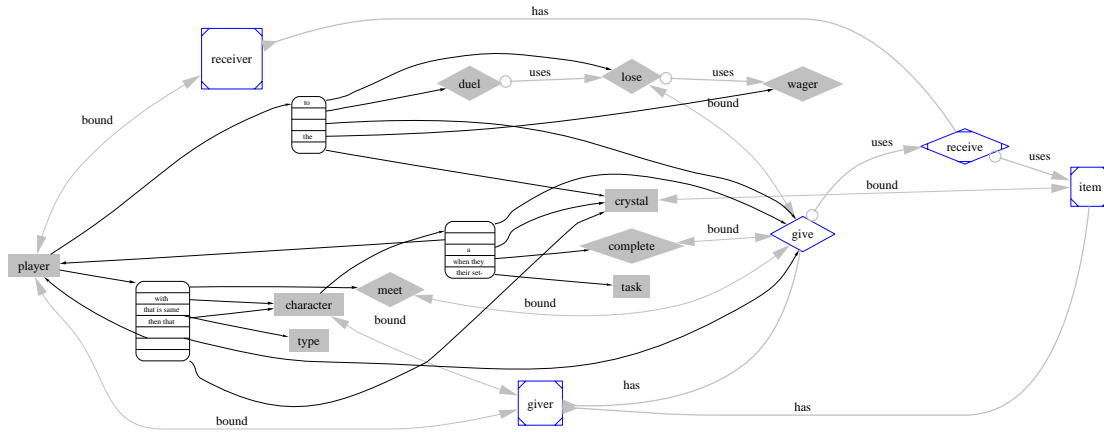 has
receiver
duel
uses
lose
uses
wager
to
bound
the
bound
uses
receive
uses
item
bound
crystal
a
when they
their set-
complete
bound
give
player
task
with
that is same
then that
character
meet
bound
bound
type
giver
has
has
bound